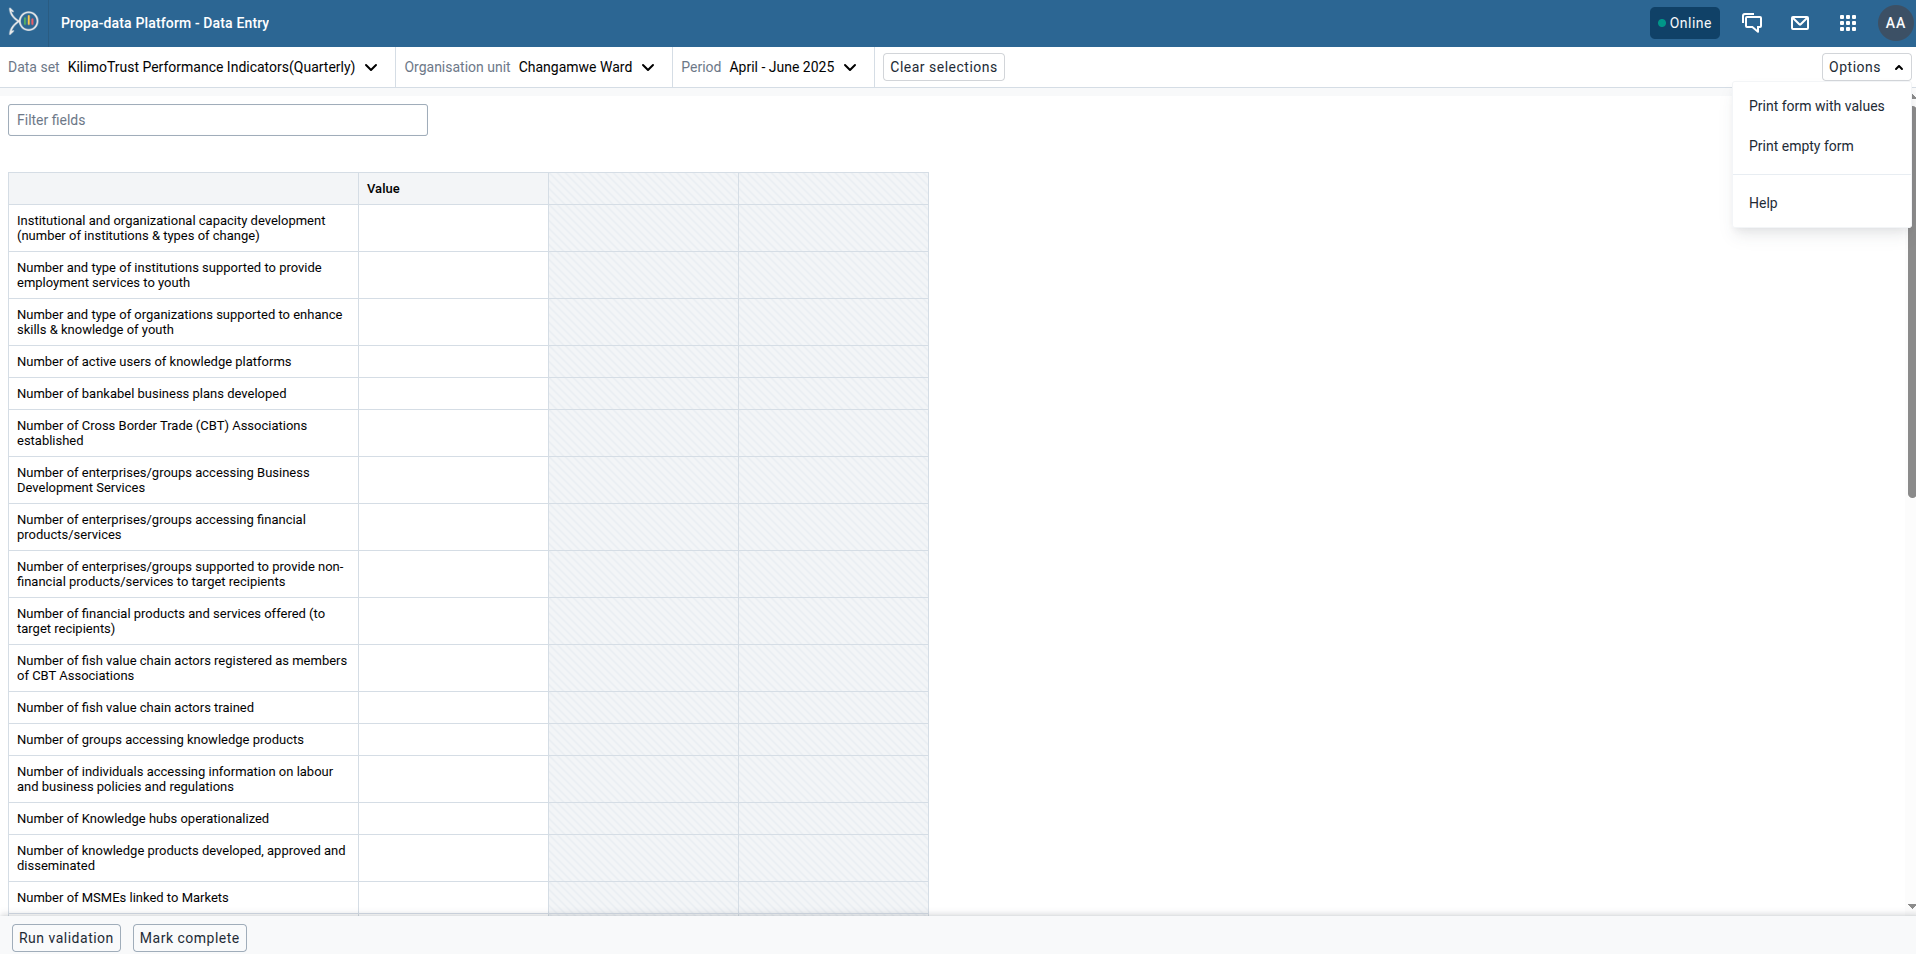 Propa-data Platform - Data Entry
Online
AA
Data set KilimoTrust Performance Indicators(Quarterly)
Organisation unit Changamwe Ward
Period April - June 2025
Clear selections
Options
Print form with values
Print empty form
Help
Filter fields
Value
Institutional and organizational capacity development
(number of institutions & types of change)
Number and type of institutions supported to provide
employment services to youth
Number and type of organizations supported to enhance
skills & knowledge of youth
Number of active users of knowledge platforms
Number of bankabel business plans developed
Number of Cross Border Trade (CBT) Associations
established
Number of enterprises/groups accessing Business
Development Services
Number of enterprises/groups accessing financial
products/services
Number of enterprises/groups supported to provide non-
financial products/services to target recipients
Number of financial products and services offered (to
target recipients)
Number of fish value chain actors registered as members
of CBT Associations
Number of fish value chain actors trained
Number of groups accessing knowledge products
Number of individuals accessing information on labour
and business policies and regulations
Number of Knowledge hubs operationalized
Number of knowledge products developed, approved and
disseminated
Number of MSMEs linked to Markets
Run validation
Mark complete